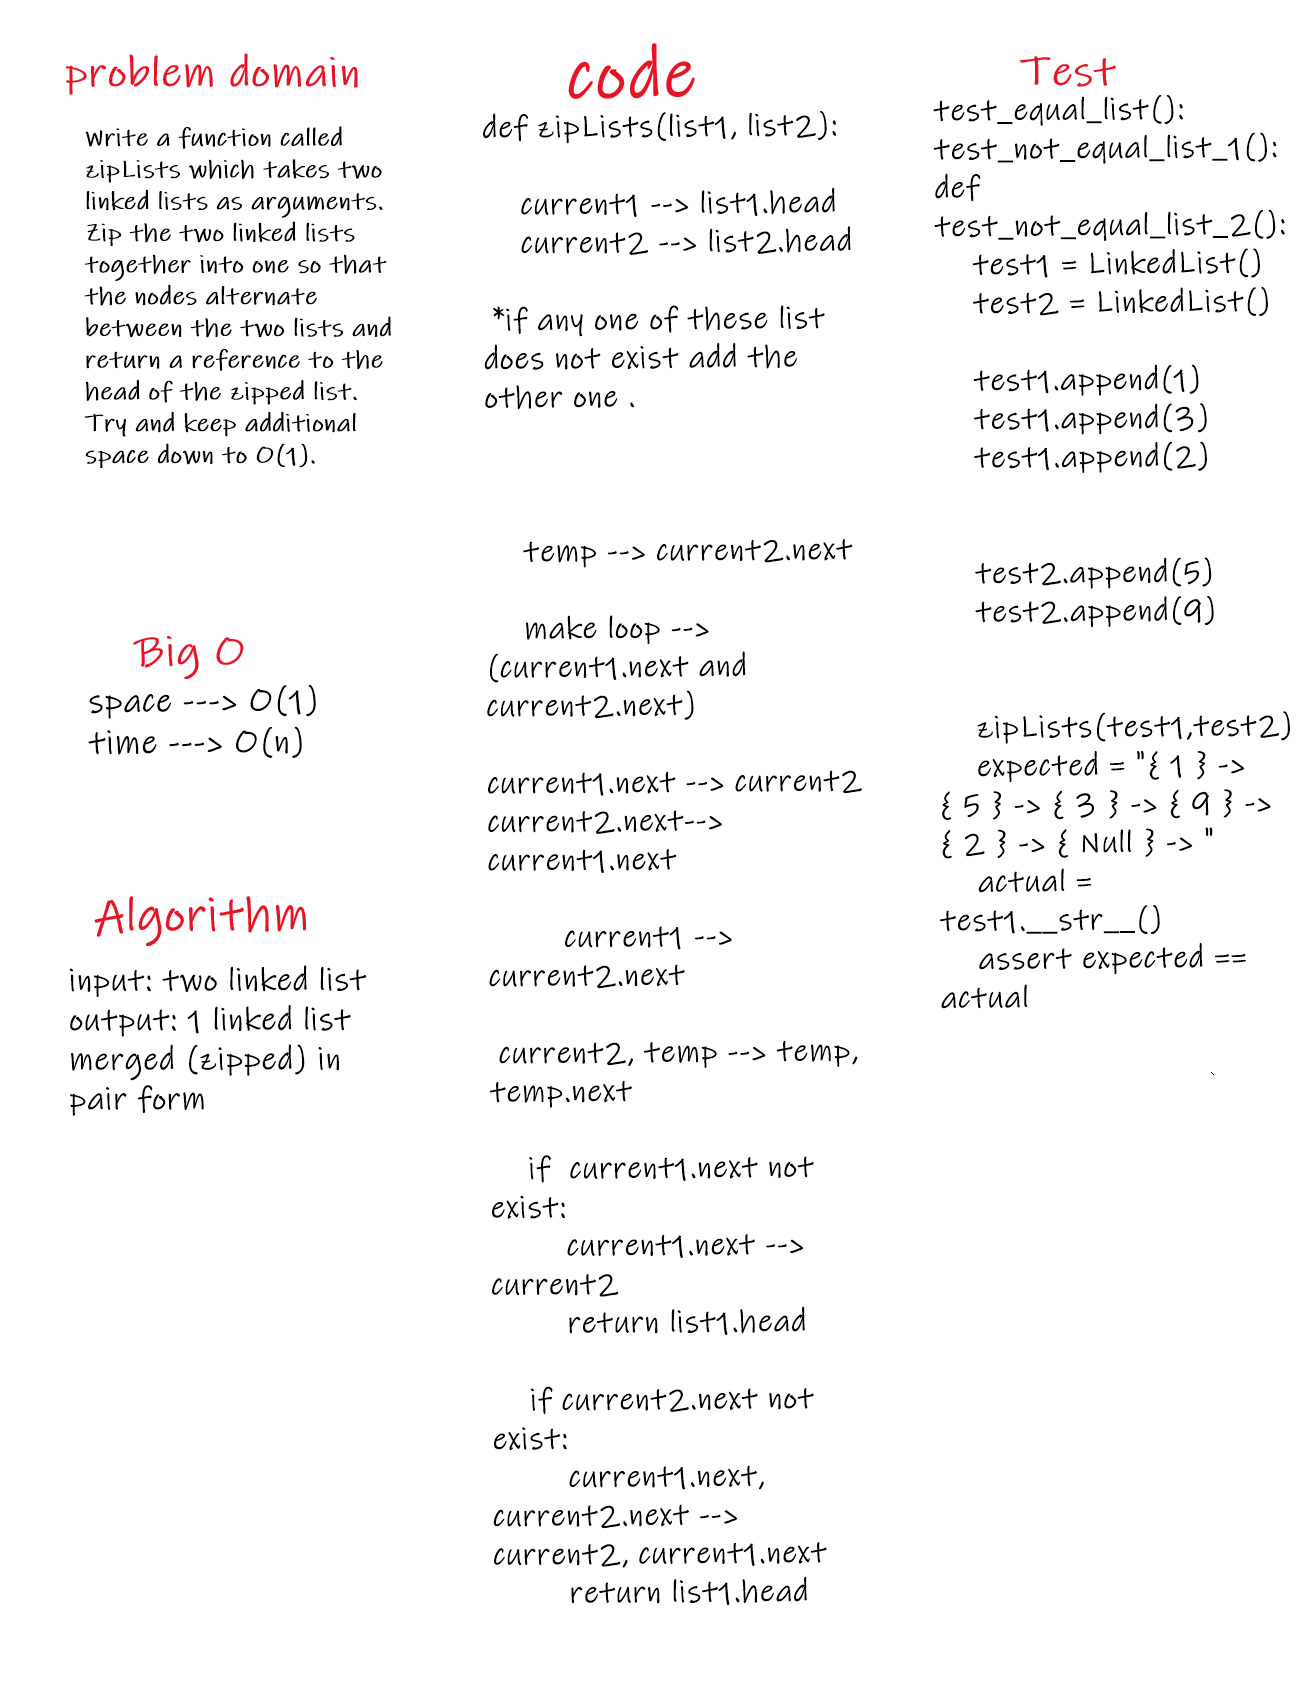 problem domain
Write a function called
zipLists which takes two
linked lists as arguments.
Zip the two linked lists
together into one so that
the nodes alternate
between the two lists and
return a reference to the
head of the zipped list.
Try and keep additional
space down to O(1).
Big O
space ---> O(1)
time ---> O(n)
Algorithm
input: two linked list
output: 1 linked list
merged (zipped) in
pair form
code
def zipLists(list1, list2):
current1 --> list1.head
current2 --> list2.head
*if any one of these list
does not exist add the
other one .
temp --> current2.next
make loop -->
(current1.next and
current2.next)
current1.next --> current2
current2.next-->
current1.next
current1 -->
current2.next
current2, temp --> temp,
temp.next
if current1.next not
exist:
current1.next -->
current2
return list1.head
if current2.next not
exist:
current1.next,
current2.next -->
current2, current1.next
return list1.head
Test
test_equal_list():
test_not_equal_list_1():
def
test_not_equal_list_2():
test1 = LinkedList()
test2 = LinkedList()
test1.append(1)
test1.append(3)
test1.append(2)
test2.append(5)
test2.append(9)
zipLists(test1,test2)
expected = "{ 1 } ->
{ 5 } -> { 3 } -> { 9 } ->
{ 2 } -> { Null } -> "
actual =
test1.__str__()
assert expected ==
actual